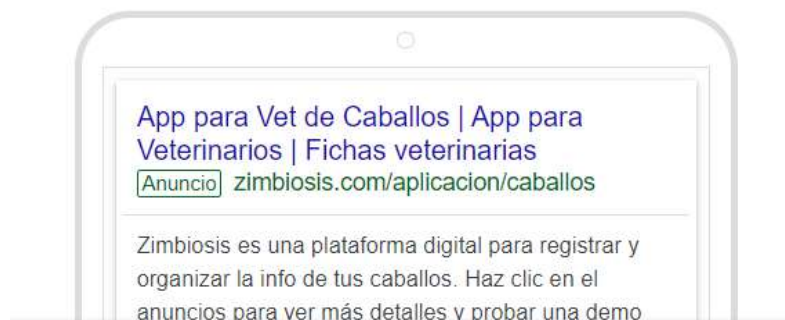 App para Vet de Caballos | App para
Veterinarios | Fichas veterinarias
Anuncio zimbiosis.com/aplicacion/caballos
Zimbiosis es una plataforma digital para registrar y
organizar la info de tus caballos. Haz clic en el
anuncios para ver más detalles y probar una demo